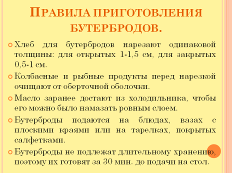 ПРАВИЛА ПРИГОТОВЛЕНИЯ
БУТЕРБРОДОВ.
Хлеб для бутербродов нарезают одинаковой
толщины: для открытых 1-1,5 см, для закрытых
0,5-1 см.
Колбасные и рыбные продукты перед нарезкой
очищают от оберточной оболочки.
Масло заранее достают из холодильника, чтобы
его можно было намазать ровным слоем.
Бутерброды подаются на блюдах, вазах с
плоскими краями или на тарелках, покрытых
салфетками.
Бутерброды не подлежат длительному хранению,
поэтому их готовят за 30 мин. до подачи на стол.